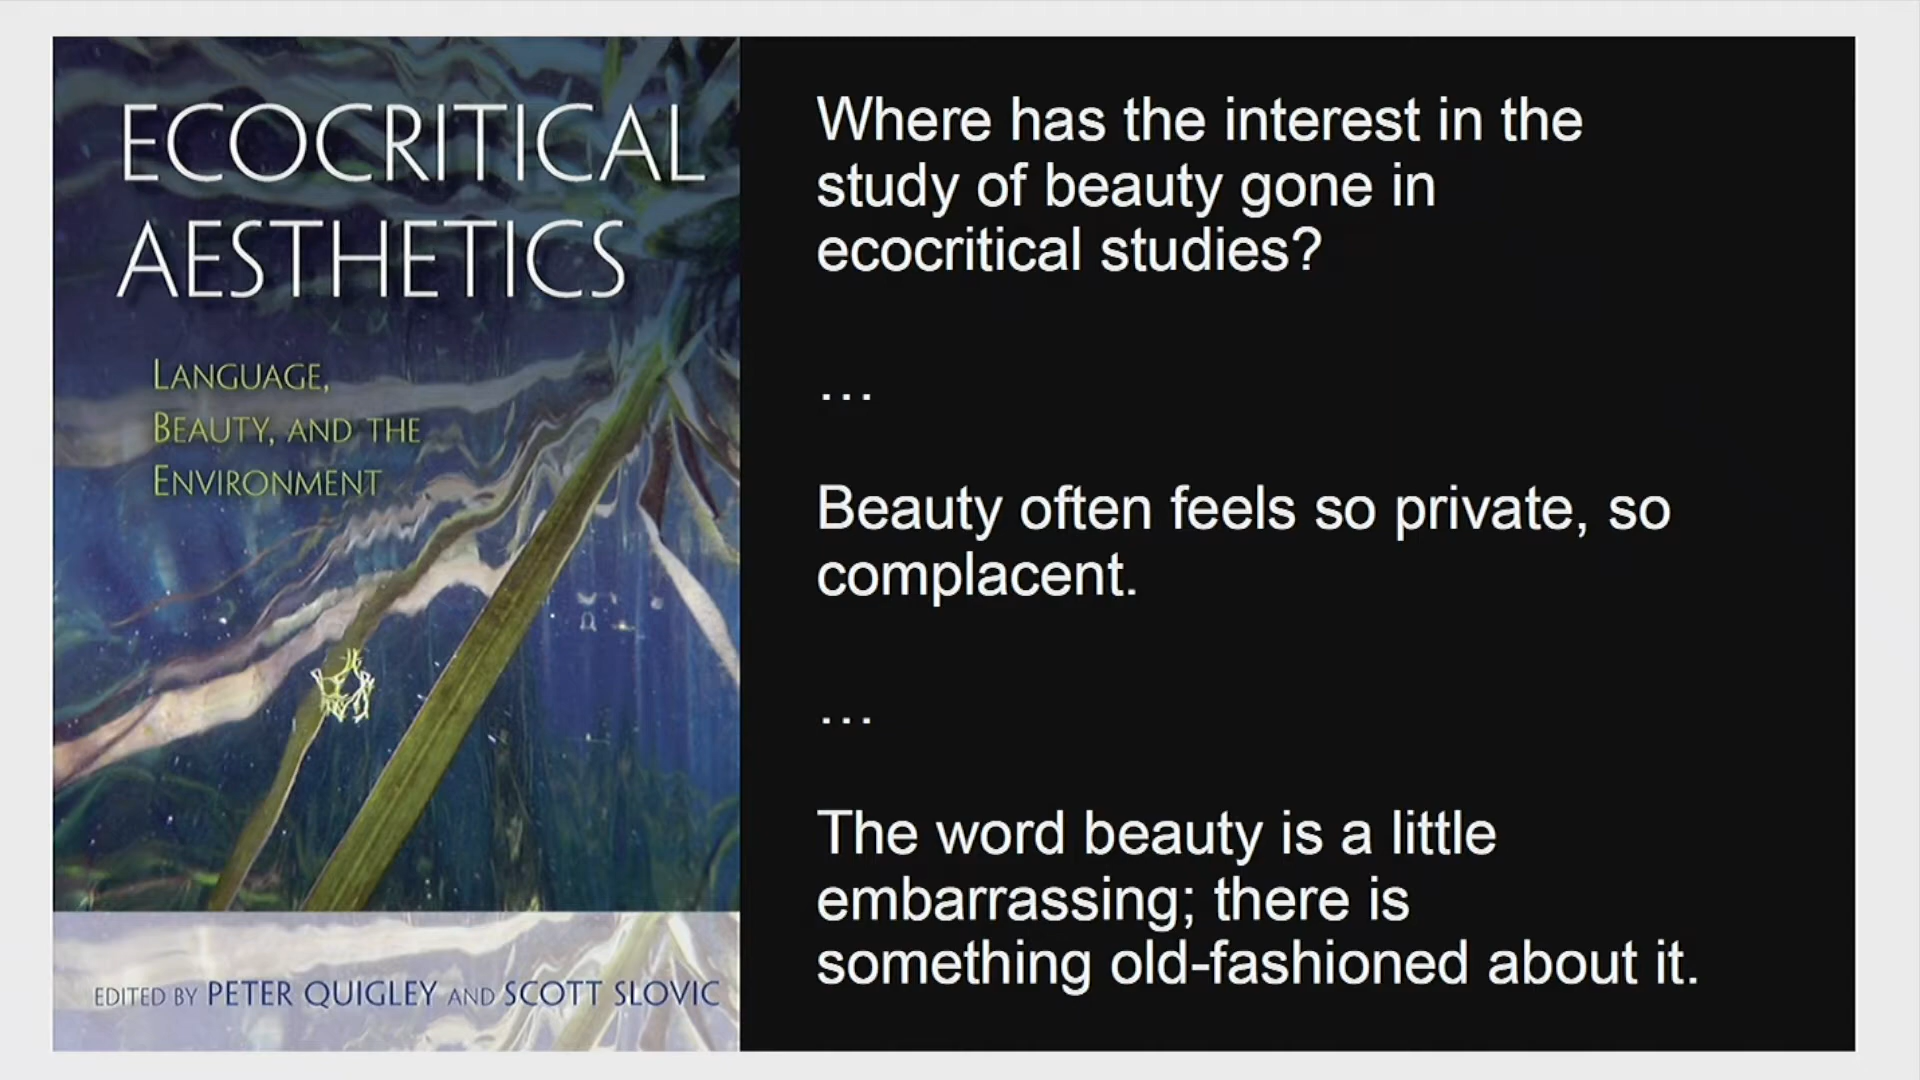 ECOCRITICAL
AESTHETICS
LANGUAGE,
BEAUTY, AND THE
ENVIRONMENT
EDITED BY PETER QUIGLEY AND SCOTT SLOVIC
Where has the interest in the
study of beauty gone in
ecocritical studies?
…
Beauty often feels so private, so
complacent.
…
The word beauty is a little
embarrassing; there is
something old-fashioned about it.